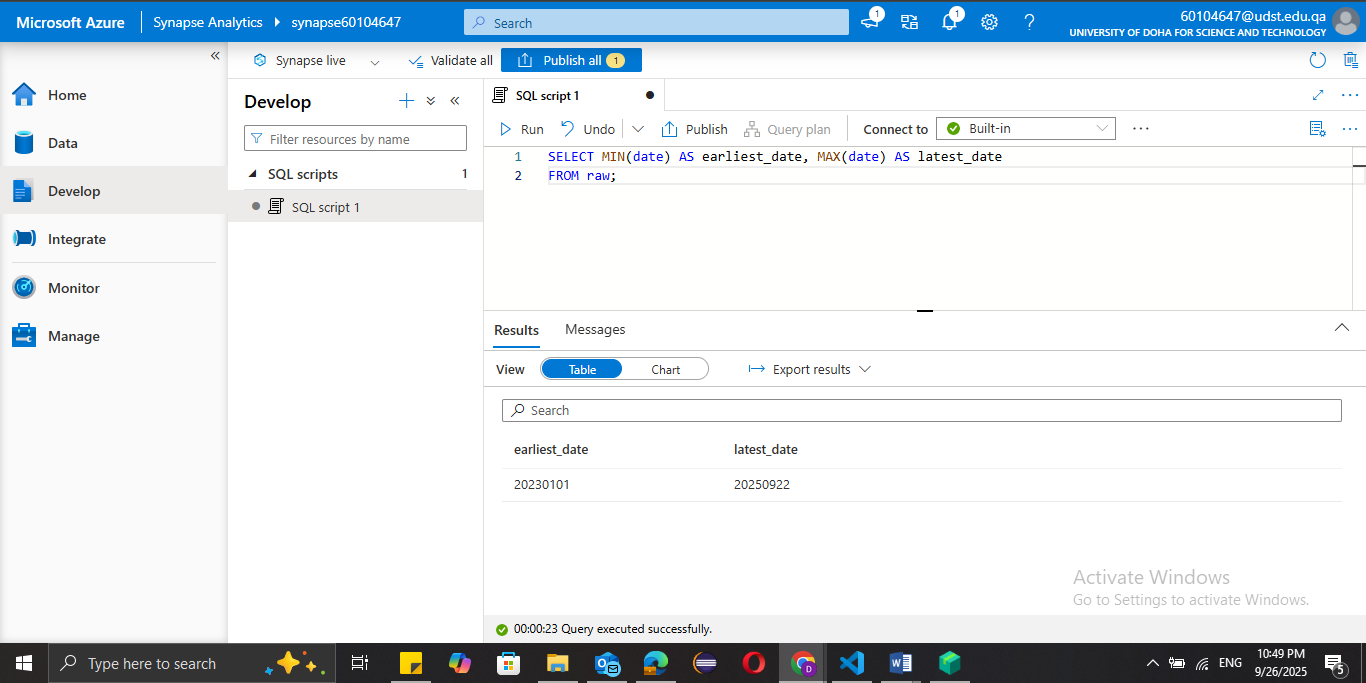 Microsoft Azure
Synapse Analytics
synapse60104647
Search
1
1
60104647@udst.edu.qa
UNIVERSITY OF DOHA FOR SCIENCE AND TECHNOLOGY
Home
Data
Develop
Integrate
Monitor
Manage
Synapse live
Validate all
Publish all 1
Develop
Filter resources by name
SQL scripts 1
SQL script 1
SQL script 1
Run
Undo
Publish
Query plan
Connect to
Built-in
1 SELECT MIN(date) AS earliest_date, MAX(date) AS latest_date
2 FROM raw;
Results
Messages
View
Table
Chart
Export results
Search
earliest_date latest_date
20230101 20250922
Activate Windows
Go to Settings to activate Windows.
00:00:23 Query executed successfully.
Type here to search
ENG
10:49 PM
9/26/2025
5